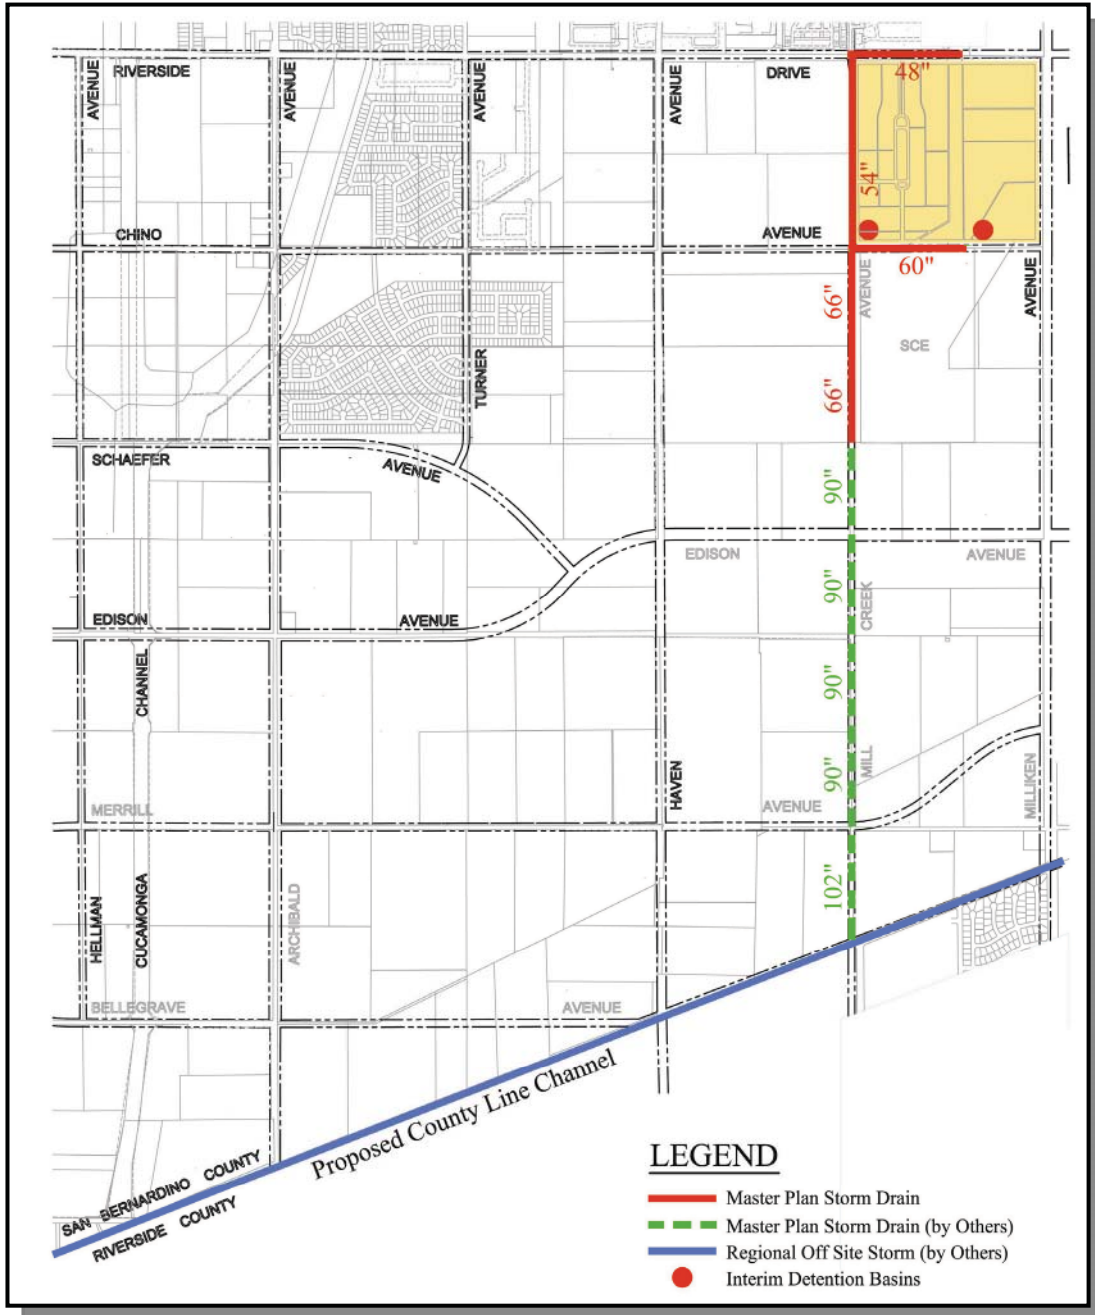 RIVERSIDE
DRIVE
AVENUE
AVENUE
AVENUE
AVENUE
48"
54"
CHINO
AVENUE
60"
AVENUE
AVENUE
66"
SCE
TURNER
66"
SCHAEFER
AVENUE
90"
EDISON
AVENUE
90"
CREEK
EDISON
AVENUE
CHANNEL
90"
MILL
90"
HAVEN
MILLIKEN
MERRILL
AVENUE
102"
HELLMAN
CUCAMONGA
ARCHIBALD
BELLEGRAVE
AVENUE
Proposed County Line Channel
SAN BERNARDINO COUNTY
RIVERSIDE COUNTY
LEGEND
Master Plan Storm Drain
Master Plan Storm Drain (by Others)
Regional Off Site Storm (by Others)
Interim Detention Basins